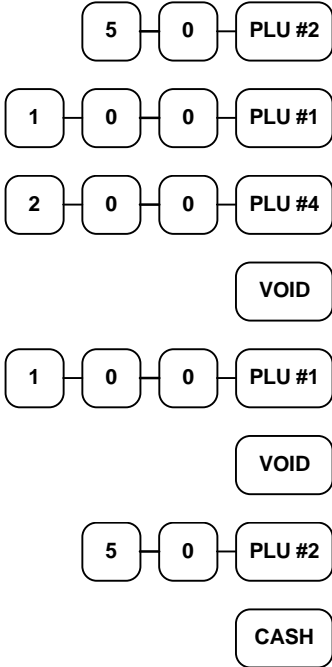 5 0 PLU #2
1 0 0 PLU #1
2 0 0 PLU #4
VOID
1 0 0 PLU #1
VOID
5 0 PLU #2
CASH